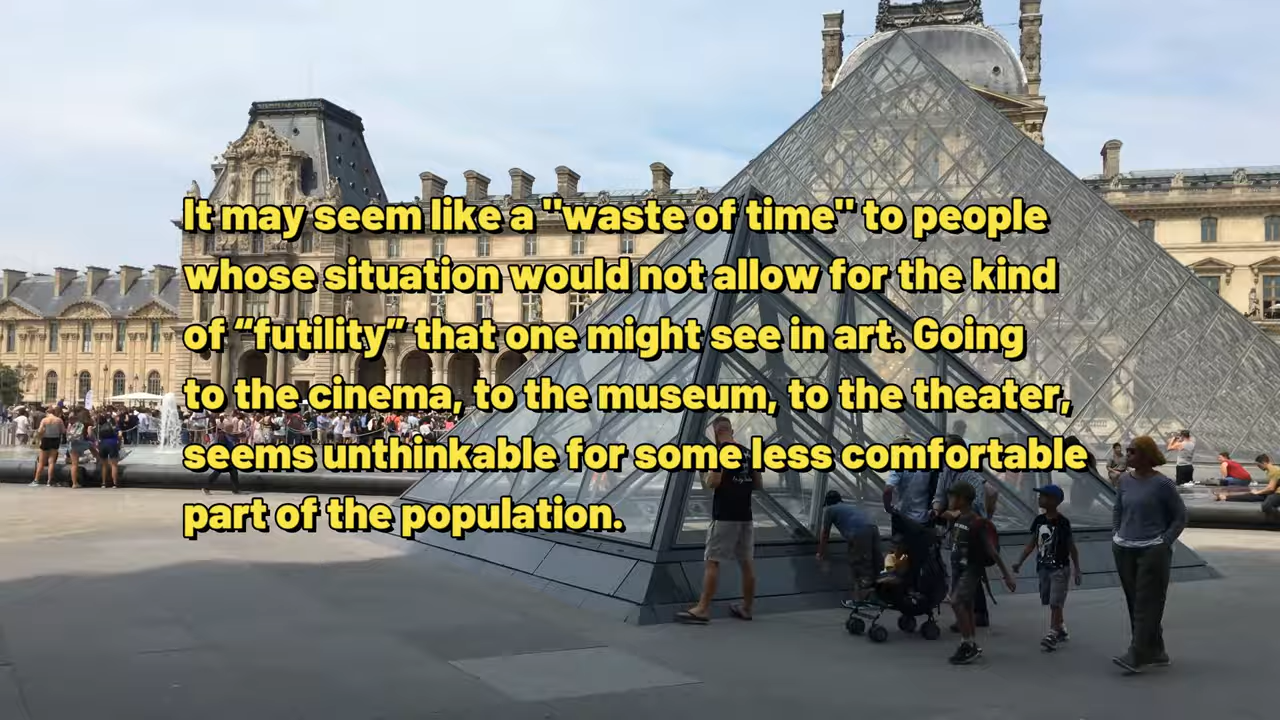 It may seem like a "waste of time" to people
whose situation would not allow for the kind
of “futility” that one might see in art. Going
to the cinema, to the museum, to the theater,
seems unthinkable for some less comfortable
part of the population.